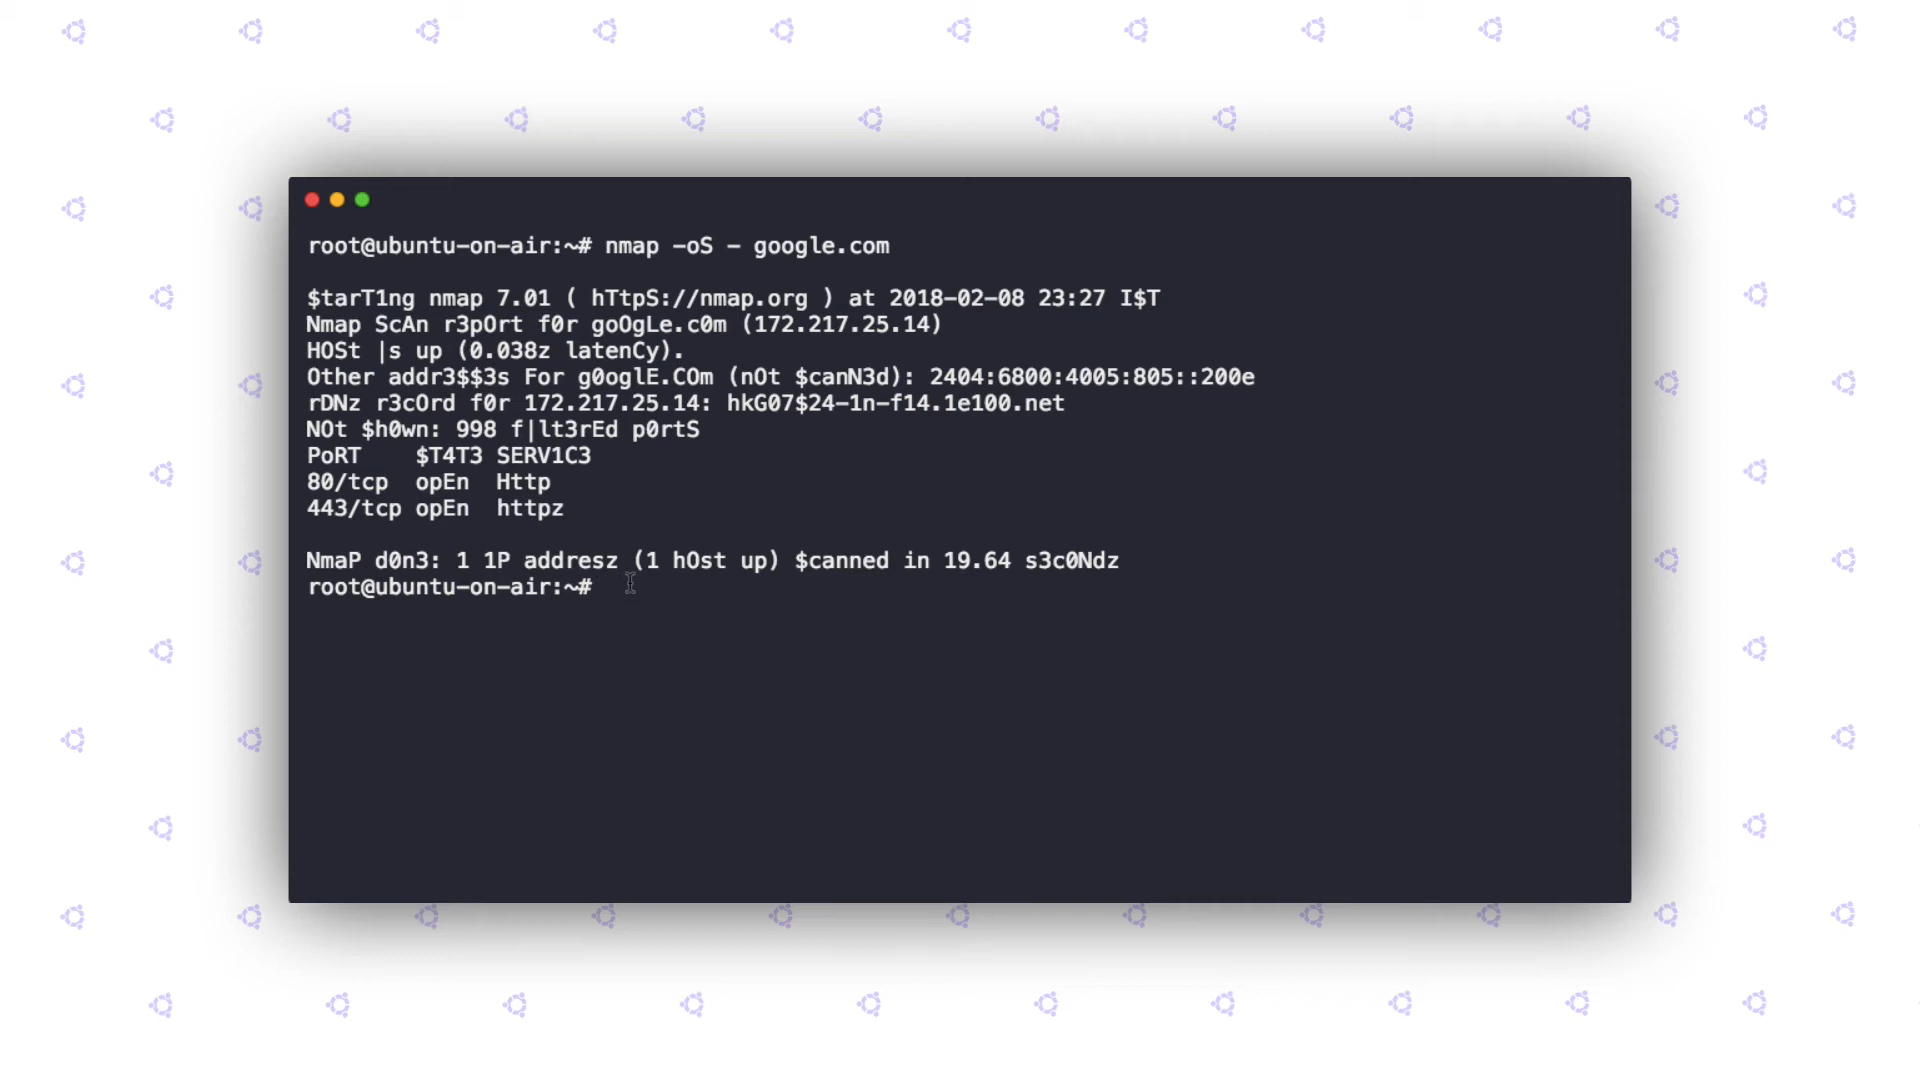 root@ubuntu-on-air:~# nmap -oS - google.com
$tarT1ng nmap 7.01 ( hTtpS://nmap.org ) at 2018-02-08 23:27 I$T
Nmap ScAn r3pOrt f0r goOgLe.c0m (172.217.25.14)
HOSt |s up (0.038z latenCy).
Other addr3$$3s For g0oglE.COm (nOt $canN3d): 2404:6800:4005:805::200e
rDNz r3cOrd f0r 172.217.25.14: hkG07$24-1n-f14.1e100.net
NOt $h0wn: 998 f|lt3rEd p0rtS
PoRT    $T4T3 SERV1C3
80/tcp  opEn  Http
443/tcp opEn  httpz
NmaP d0n3: 1 1P addresz (1 hOst up) $canned in 19.64 s3c0Ndz
root@ubuntu-on-air:~#